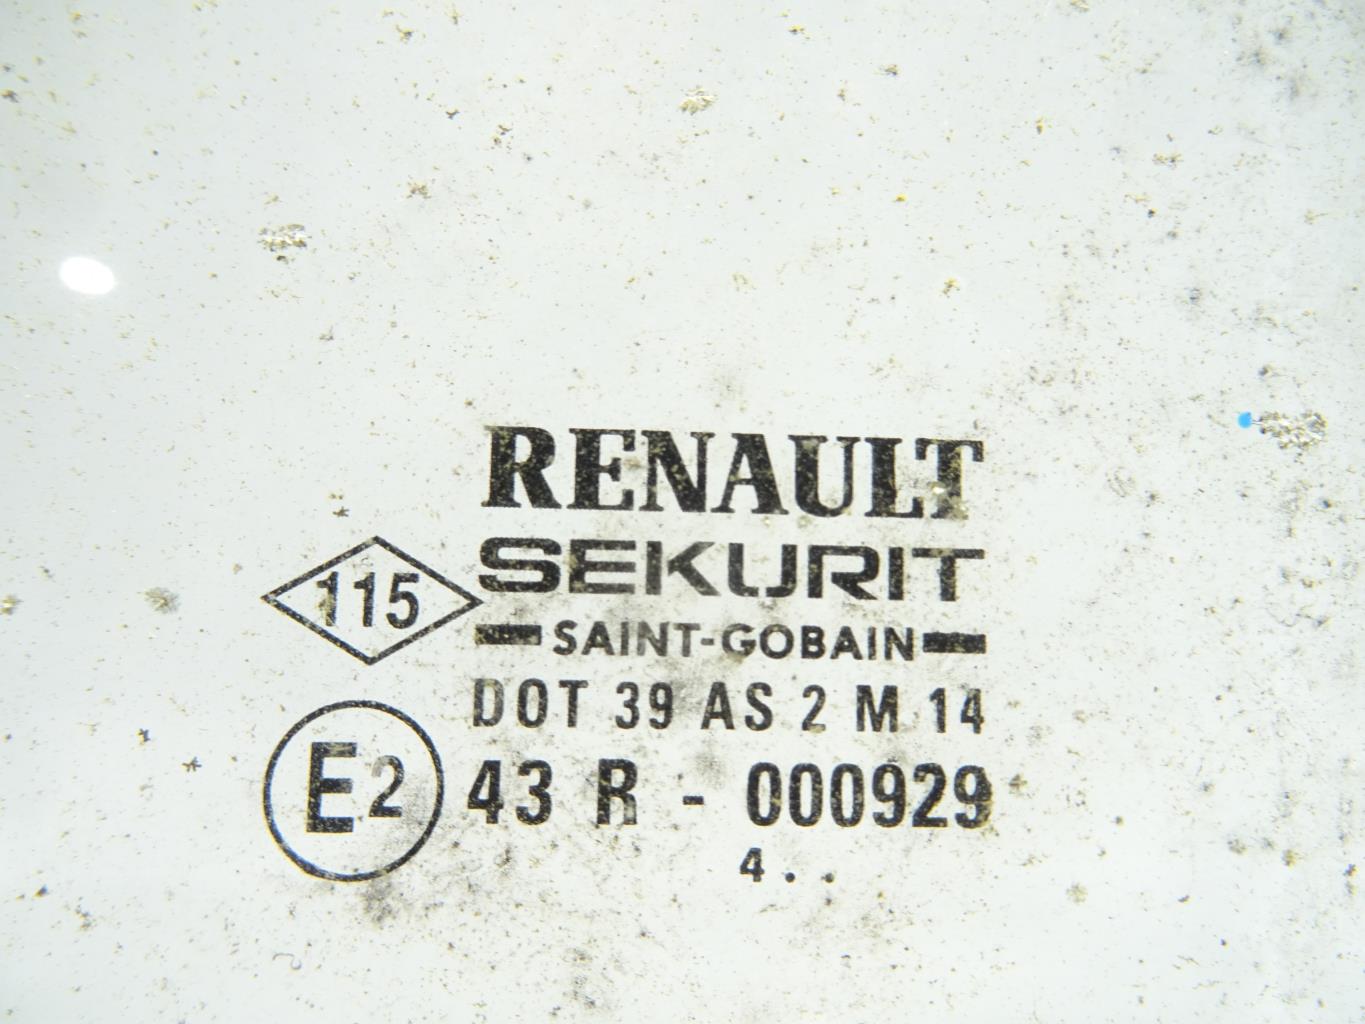 RENAULT
SEKURIT
115
SAINT-GOBAIN
DOT 39 AS 2 M 14
E2 43 R - 000929
4 . .